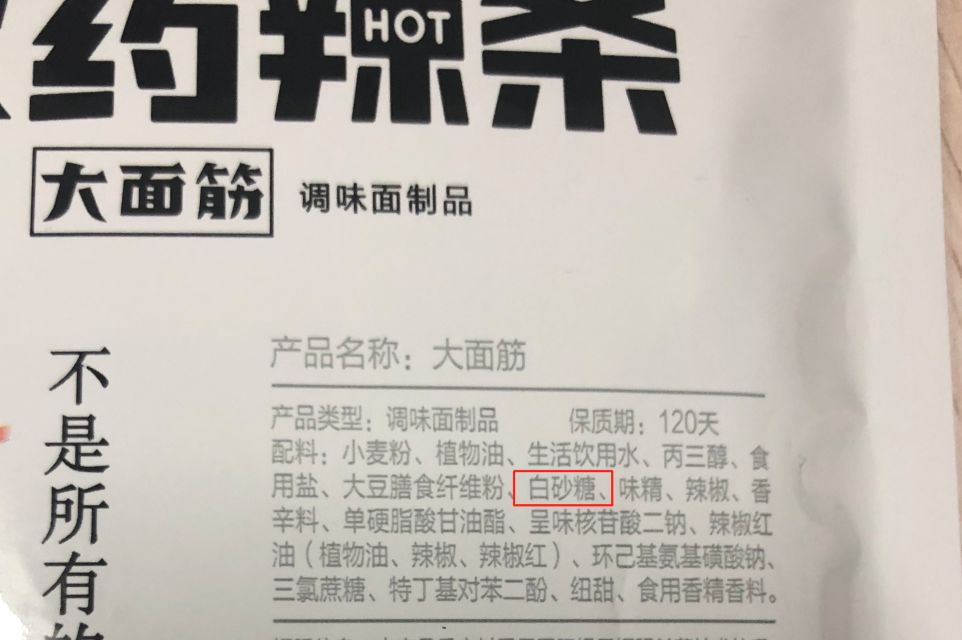 药辣条
HOT
大面筋
调味面制品
不是所有的
产品名称：大面筋
产品类型：调味面制品 保质期：120天
配料：小麦粉、植物油、生活饮用水、丙三醇、食
用盐、大豆膳食纤维粉、白砂糖、味精、辣椒、香
辛料、单硬脂酸甘油酯、呈味核苷酸二钠、辣椒红
油（植物油、辣椒、辣椒红）、环己基氨基磺酸钠、
三氯蔗糖、特丁基对苯二酚、纽甜、食用香精香料。